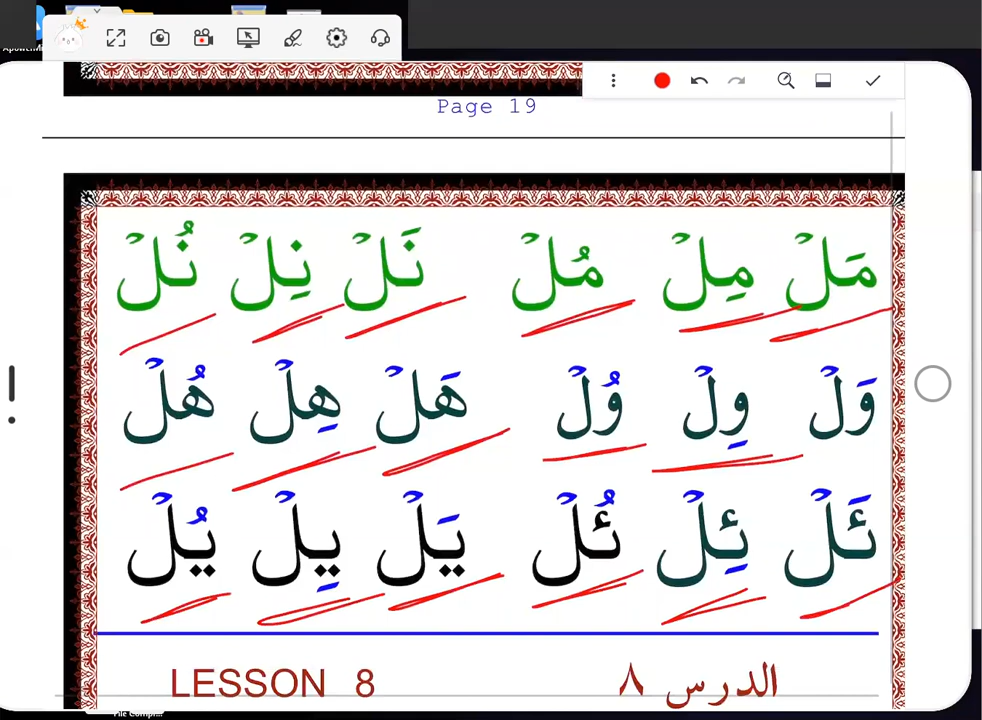 Page 19
مَلْ مِلْ مُلْ نَلْ نِلْ نُلْ
وَلْ وِلْ وُلْ هَلْ هِلْ هُلْ
ئَلْ ئِلْ ئُلْ يَلْ يِلْ يُلْ
LESSON 8 الدرس ٨